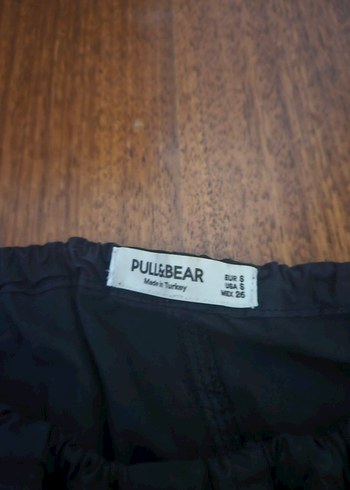 PULL&BEAR
Made in Turkey
EUR S
USA S
MEX 26